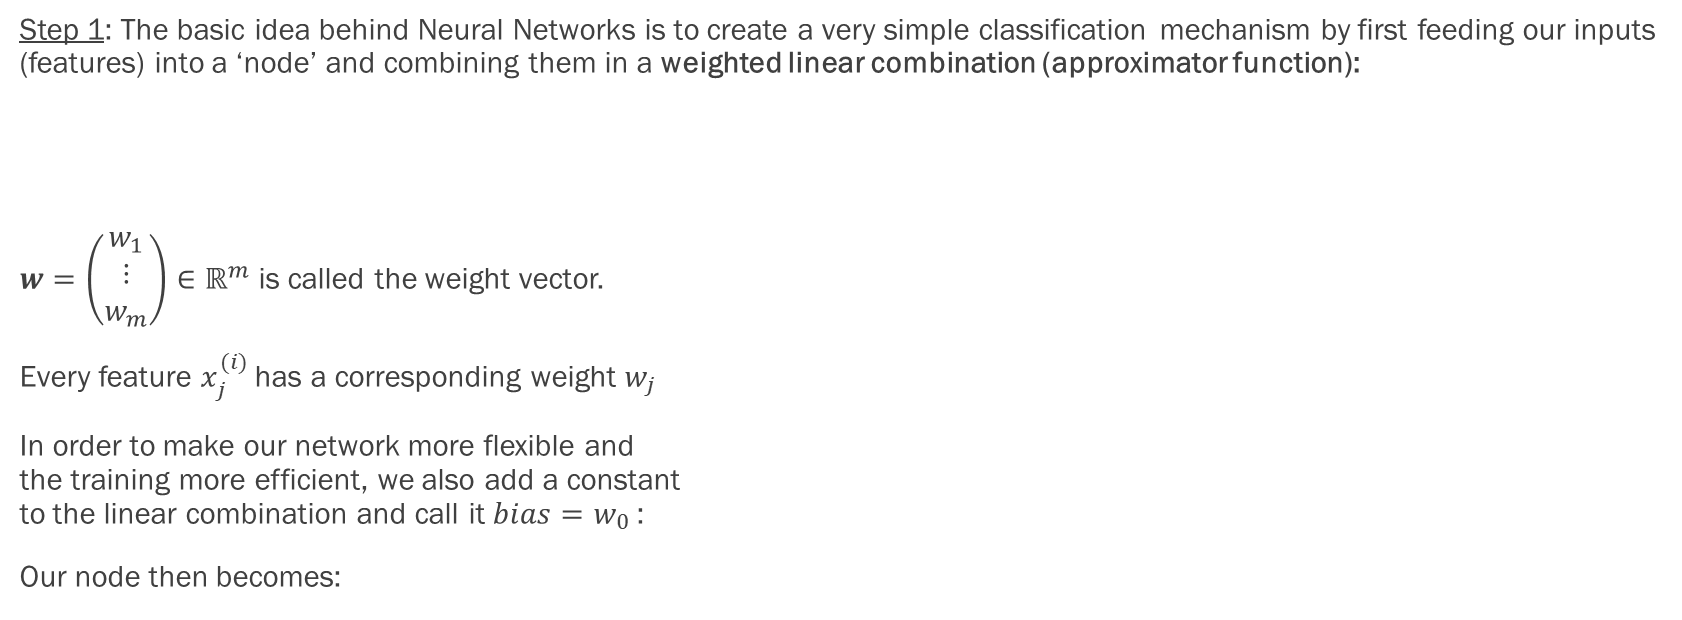 Step 1: The basic idea behind Neural Networks is to create a very simple classification mechanism by first feeding our inputs
(features) into a ‘node’ and combining them in a weighted linear combination (approximator function):
𝒘 = (w₁ ⋮ wₘ) ∈ ℝᵐ is called the weight vector.
Every feature xⱼ⁽ⁱ⁾ has a corresponding weight wⱼ
In order to make our network more flexible and
the training more efficient, we also add a constant
to the linear combination and call it bias = w₀ :
Our node then becomes: